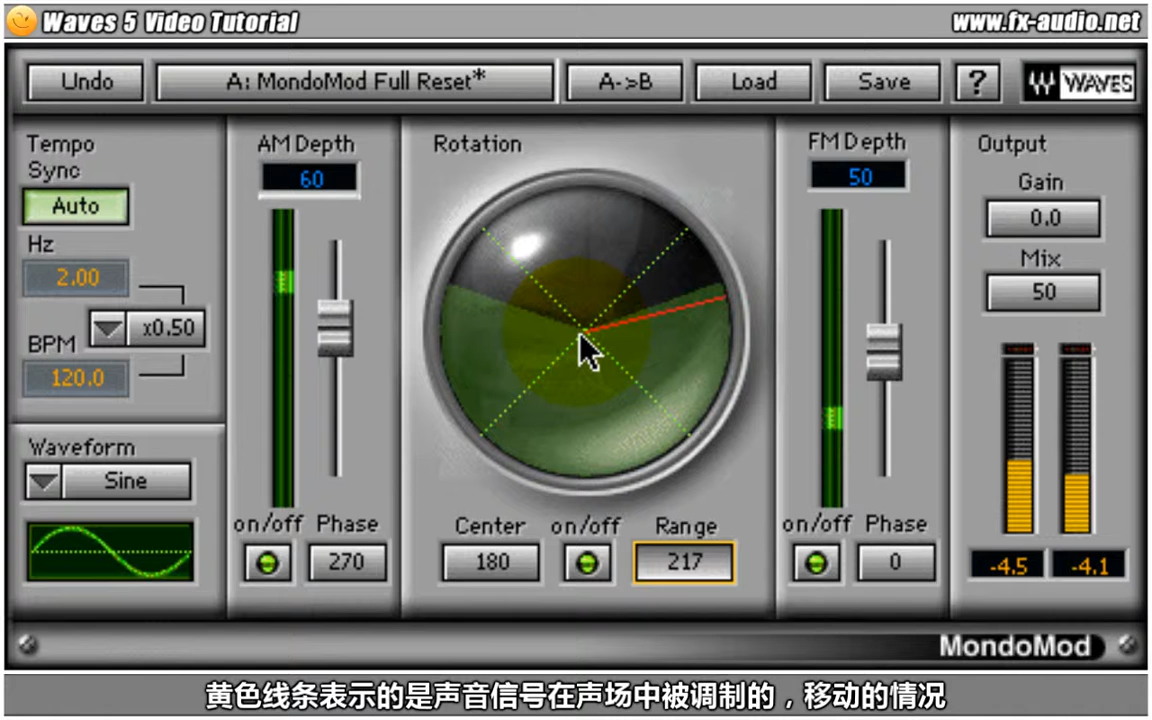 Waves 5 Video Tutorial
www.fx-audio.net
Undo
A: MondoMod Full Reset*
A->B
Load
Save
?
WAVES
Tempo
Sync
Auto
Hz
2.00
x0.50
BPM
120.0
Waveform
Sine
AM Depth
60
on/off Phase
270
Rotation
Center on/off Range
180
217
FM Depth
50
on/off Phase
0
Output
Gain
0.0
Mix
50
-4.5 -4.1
MondoMod
黄色线条表示的是声音信号在声场中被调制的，移动的情况